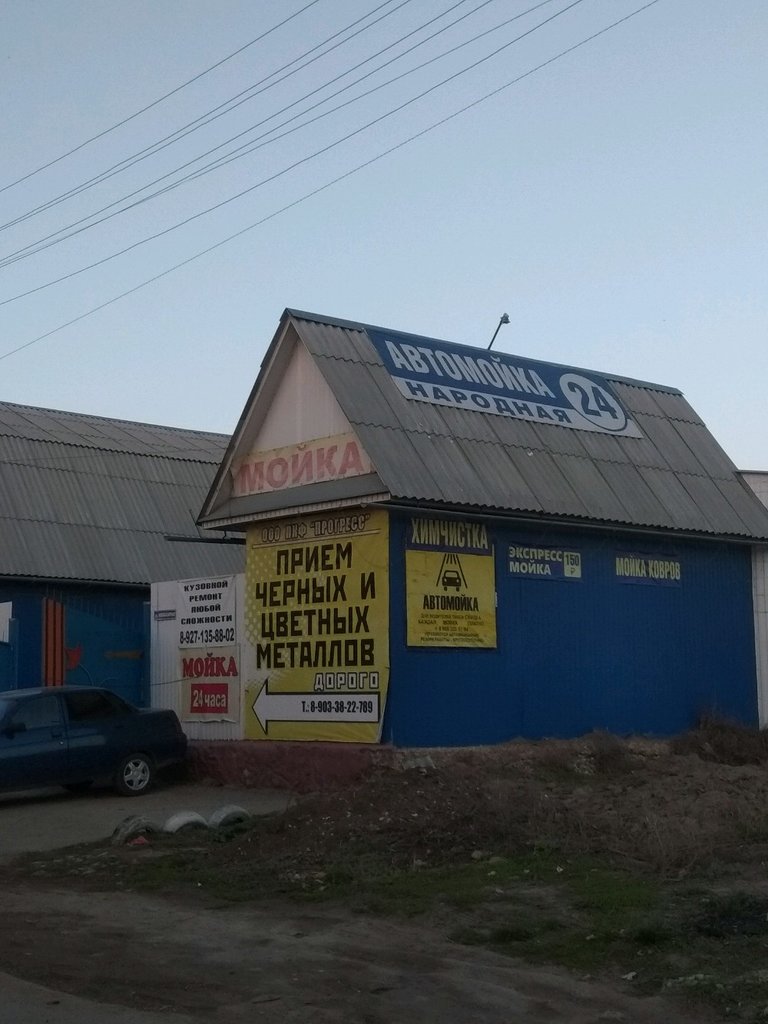 АВТОМОЙКА
НАРОДНАЯ
24
МОЙКА
ООО ПКФ "ПРОГРЕСС"
ПРИЕМ
ЧЕРНЫХ И
ЦВЕТНЫХ
МЕТАЛЛОВ
ДОРОГО
Т.: 8-903-38-22-789
КУЗОВНОЙ
РЕМОНТ
ЛЮБОЙ
СЛОЖНОСТИ
8-927-135-88-02
МОЙКА
24 часа
ХИМЧИСТКА
АВТОМОЙКА
ЭКСПРЕСС
МОЙКА
150
Р
МОЙКА КОВРОВ